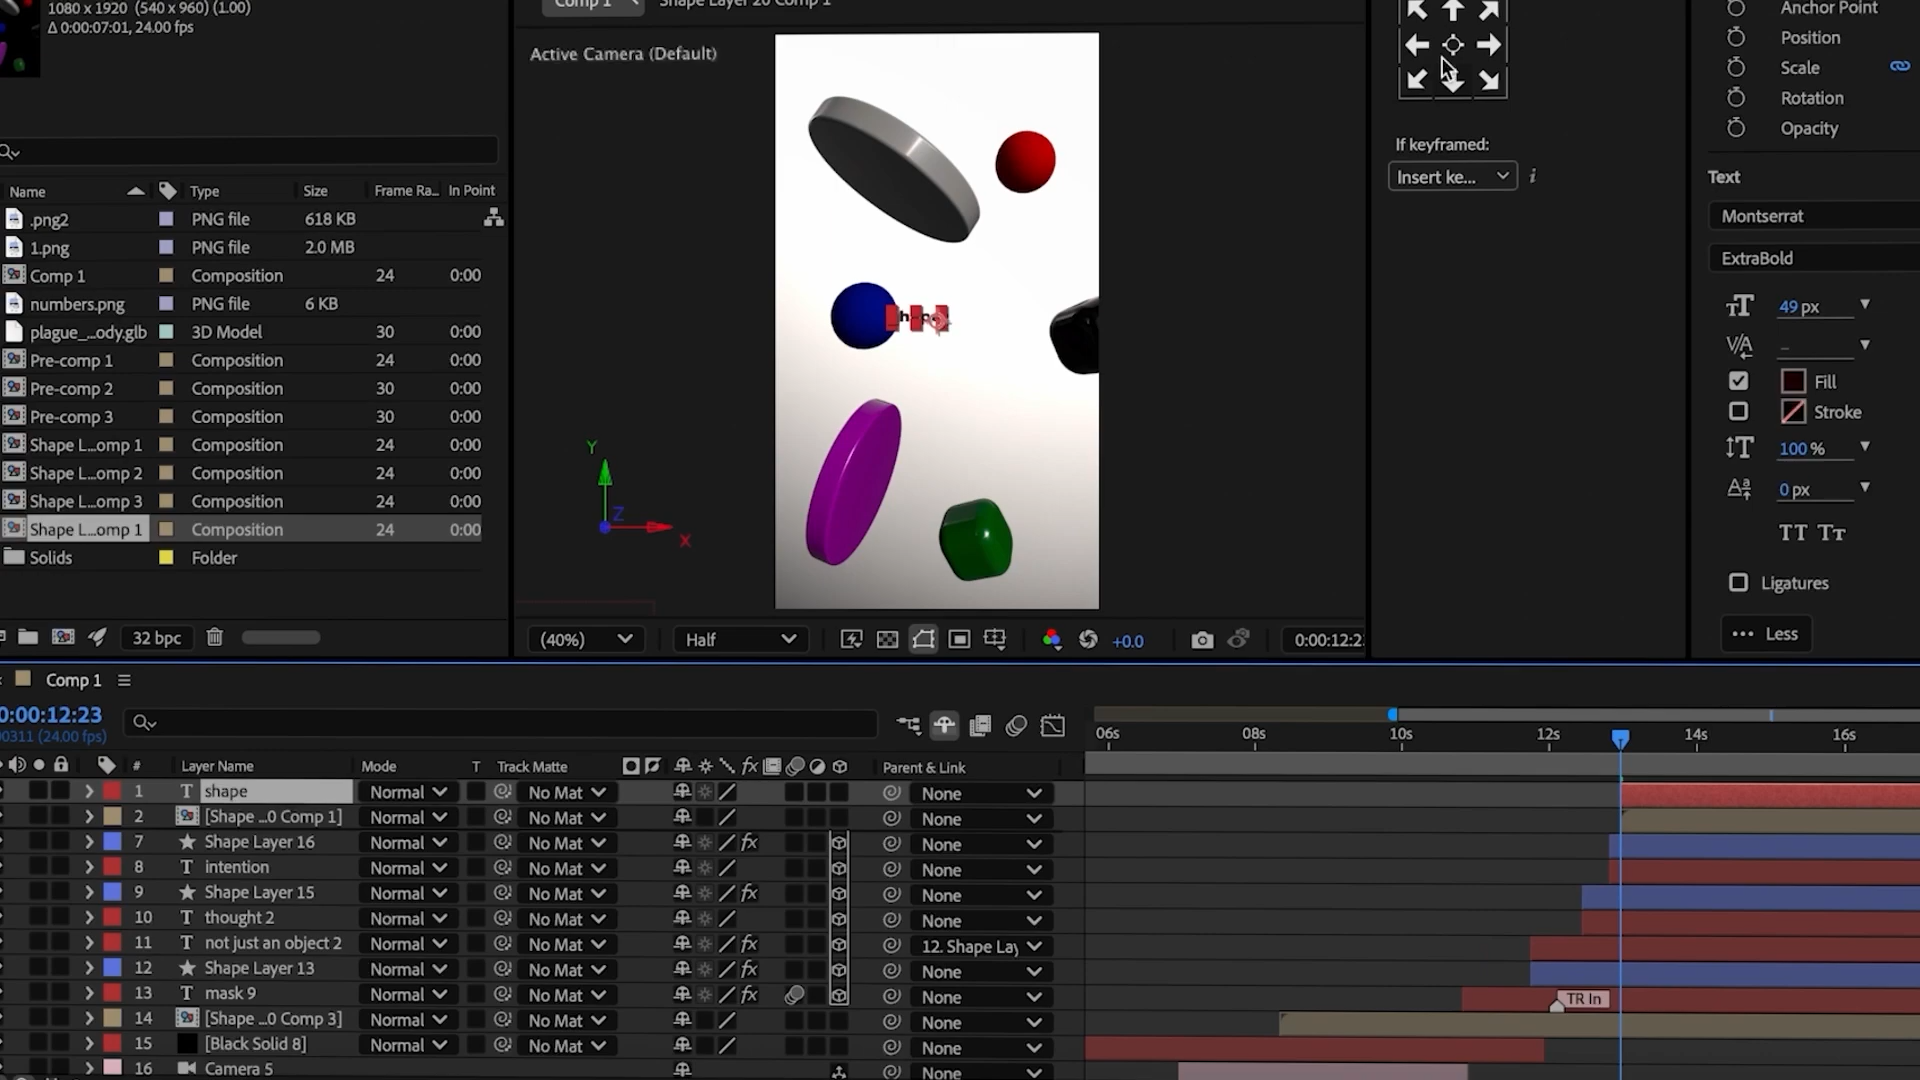 1080 x 1920 (540 x 960) (1.00)
Δ 0:00:07:01, 24.00 fps
Comp 1
Shape Layer 20 Comp 1
Active Camera (Default)
Y
Z
X
If keyframed:
Insert ke...
i
Anchor Point
Position
Scale
Rotation
Opacity
Text
Montserrat
ExtraBold
49 px
Fill
Stroke
100 %
0 px
TT Tт
Ligatures
Less
Name Type Size Frame Ra... In Point
.png2 PNG file 618 KB
1.png PNG file 2.0 MB
Comp 1 Composition 24 0:00
numbers.png PNG file 6 KB
plague_...ody.glb 3D Model 30 0:00
Pre-comp 1 Composition 24 0:00
Pre-comp 2 Composition 30 0:00
Pre-comp 3 Composition 30 0:00
Shape L...omp 1 Composition 24 0:00
Shape L...omp 2 Composition 24 0:00
Shape L...omp 3 Composition 24 0:00
Shape L...omp 1 Composition 24 0:00
Solids Folder
32 bpc
(40%) Half +0.0 0:00:12:2
Comp 1
0:00:12:23
00311 (24.00 fps)
06s 08s 10s 12s 14s 16s
# Layer Name Mode T Track Matte fx Parent & Link
1 T shape Normal No Mat None
2 [Shape ...0 Comp 1] Normal No Mat None
7 Shape Layer 16 Normal No Mat fx None
8 T intention Normal No Mat None
9 Shape Layer 15 Normal No Mat fx None
10 T thought 2 Normal No Mat None
11 T not just an object 2 Normal No Mat fx 12. Shape Lay
12 Shape Layer 13 Normal No Mat fx None
13 T mask 9 Normal No Mat fx None TR In
14 [Shape ...0 Comp 3] Normal No Mat None
15 [Black Solid 8] Normal No Mat None
16 Camera 5 None